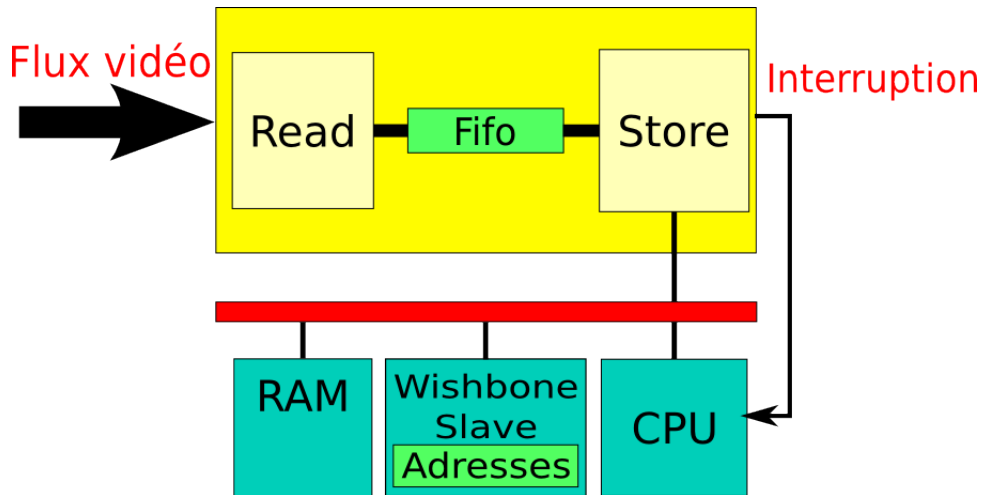 Flux vidéo
Read
Fifo
Store
Interruption
RAM
Wishbone
Slave
Adresses
CPU